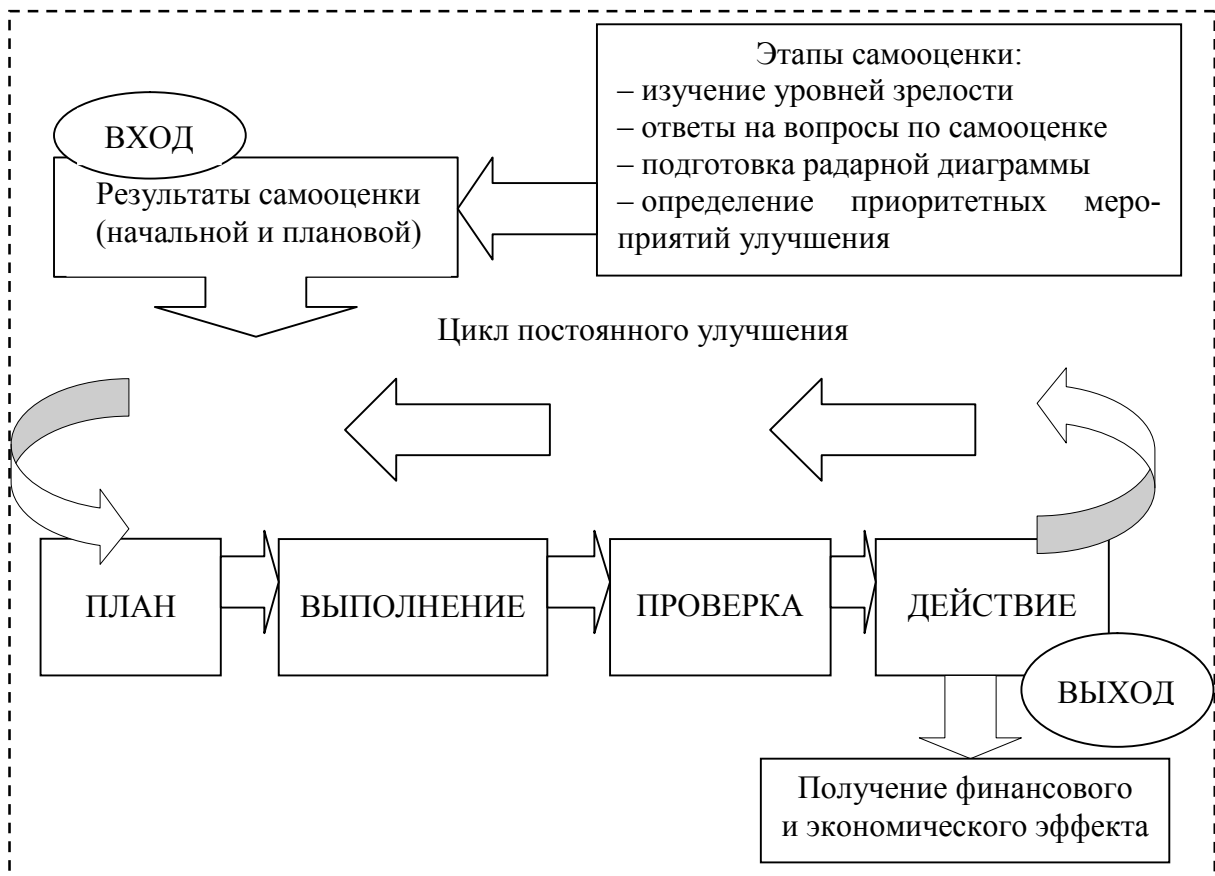 Этапы самооценки:
– изучение уровней зрелости
– ответы на вопросы по самооценке
– подготовка радарной диаграммы
– определение приоритетных меро-
приятий улучшения
ВХОД
Результаты самооценки
(начальной и плановой)
Цикл постоянного улучшения
ПЛАН
ВЫПОЛНЕНИЕ
ПРОВЕРКА
ДЕЙСТВИЕ
ВЫХОД
Получение финансового
и экономического эффекта